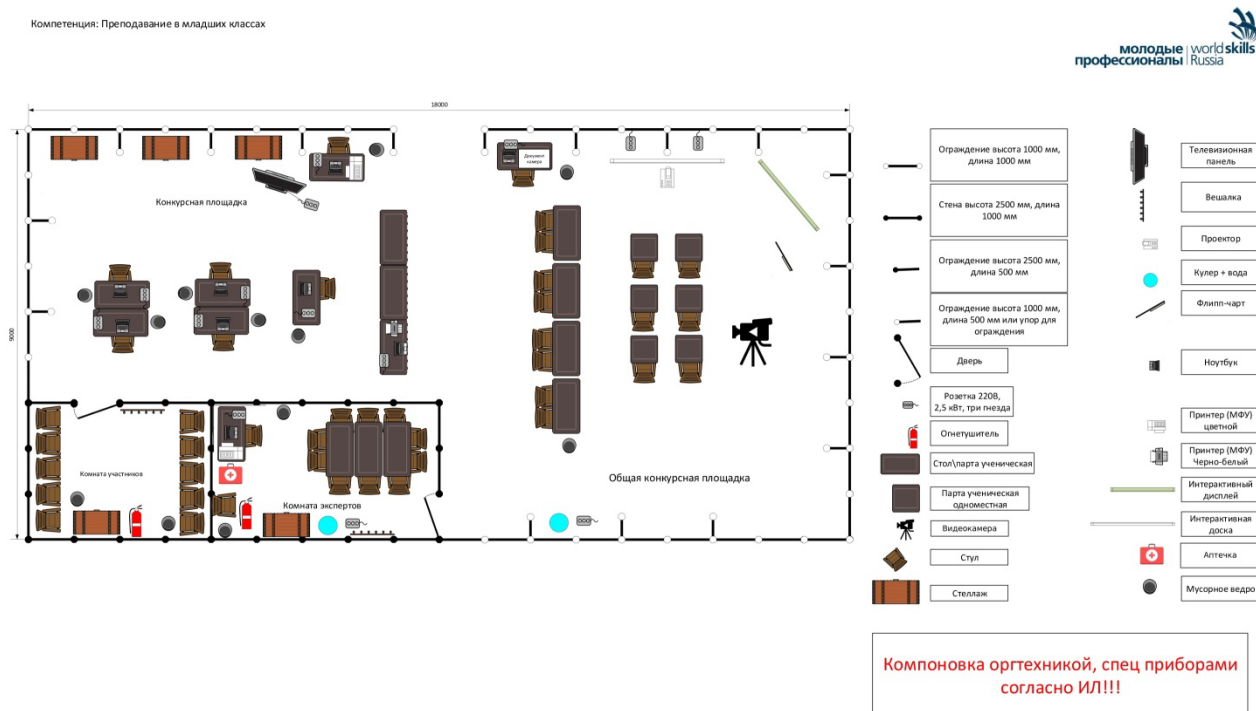 Компетенция: Преподавание в младших классах
молодые
профессионалы
world skills
Russia
18000
9000
Документ
камера
Конкурсная площадка
Комната участников
Комната экспертов
Общая конкурсная площадка
Ограждение высота 1000 мм,
длина 1000 мм
Стена высота 2500 мм, длина
1000 мм
Ограждение высота 2500 мм,
длина 500 мм
Ограждение высота 1000 мм,
длина 500 мм или упор для
ограждения
Дверь
Розетка 220В,
2,5 кВт, три гнезда
Огнетушитель
Стол\парта ученическая
Парта ученическая
одноместная
Видеокамера
Стул
Стеллаж
Телевизионная
панель
Вешалка
Проектор
Кулер + вода
Флипп-чарт
Ноутбук
Принтер (МФУ)
цветной
Принтер (МФУ)
Черно-белый
Интерактивный
дисплей
Интерактивная
доска
Аптечка
Мусорное ведро
Компоновка оргтехникой, спец приборами
согласно ИЛ!!!